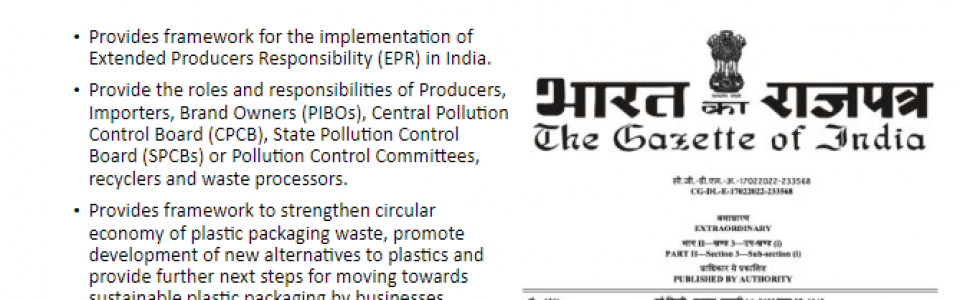 • Provides framework for the implementation of
Extended Producers Responsibility (EPR) in India.
• Provide the roles and responsibilities of Producers,
Importers, Brand Owners (PIBOs), Central Pollution
Control Board (CPCB), State Pollution Control
Board (SPCBs) or Pollution Control Committees,
recyclers and waste processors.
• Provides framework to strengthen circular
economy of plastic packaging waste, promote
development of new alternatives to plastics and
provide further next steps for moving towards
sustainable plastic packaging by businesses
भारत का राजपत्र
The Gazette of India
सी.जी.-डी.एल.-अ.-17022022-233568
CG-DL-E-17022022-233568
असाधारण
EXTRAORDINARY
भाग II—खण्ड 3—उप-खण्ड (i)
PART II—Section 3—Sub-section (i)
प्राधिकार से प्रकाशित
PUBLISHED BY AUTHORITY